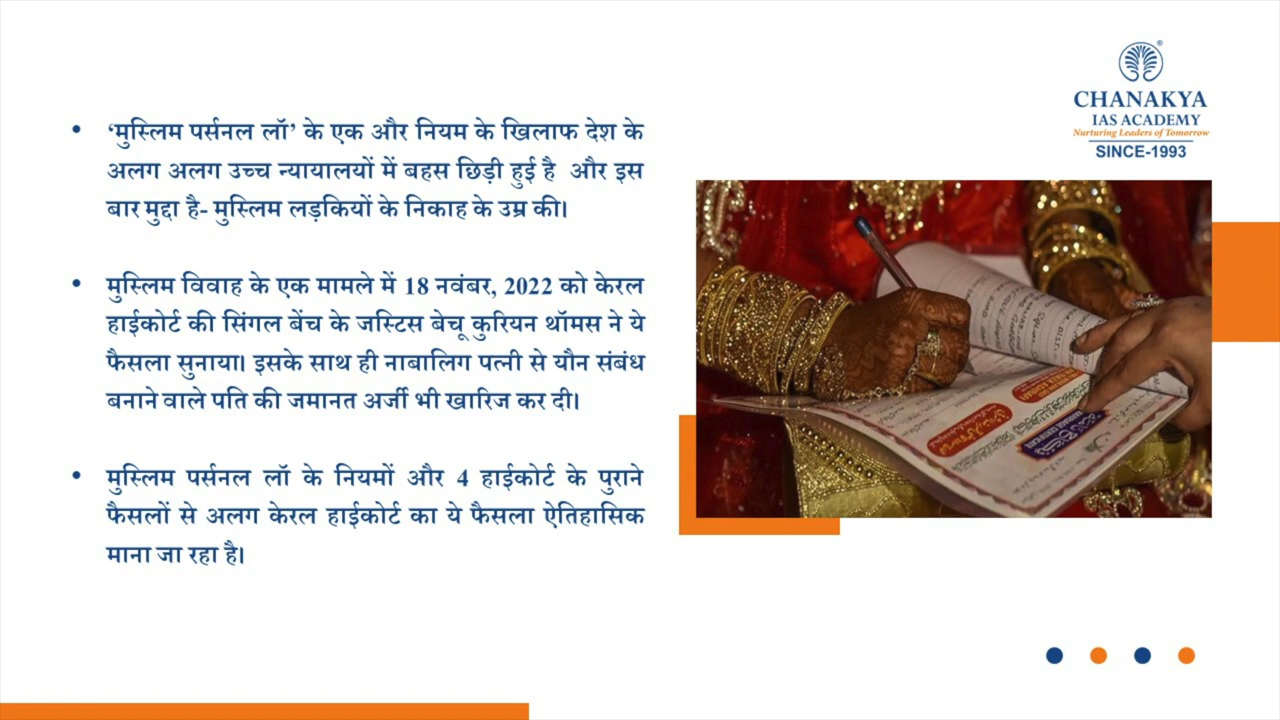 • ‘मुस्लिम पर्सनल लॉ’ के एक और नियम के खिलाफ देश के
अलग अलग उच्च न्यायालयों में बहस छिड़ी हुई है और इस
बार मुद्दा है- मुस्लिम लड़कियों के निकाह के उम्र की।
• मुस्लिम विवाह के एक मामले में 18 नवंबर, 2022 को केरल
हाईकोर्ट की सिंगल बेंच के जस्टिस बेचू कुरियन थॉमस ने ये
फैसला सुनाया। इसके साथ ही नाबालिग पत्नी से यौन संबंध
बनाने वाले पति की जमानत अर्जी भी खारिज कर दी।
• मुस्लिम पर्सनल लॉ के नियमों और 4 हाईकोर्ट के पुराने
फैसलों से अलग केरल हाईकोर्ट का ये फैसला ऐतिहासिक
माना जा रहा है।
CHANAKYA
IAS ACADEMY
Nurturing Leaders of Tomorrow
SINCE-1993
MARRIAGE CERTIFICATE